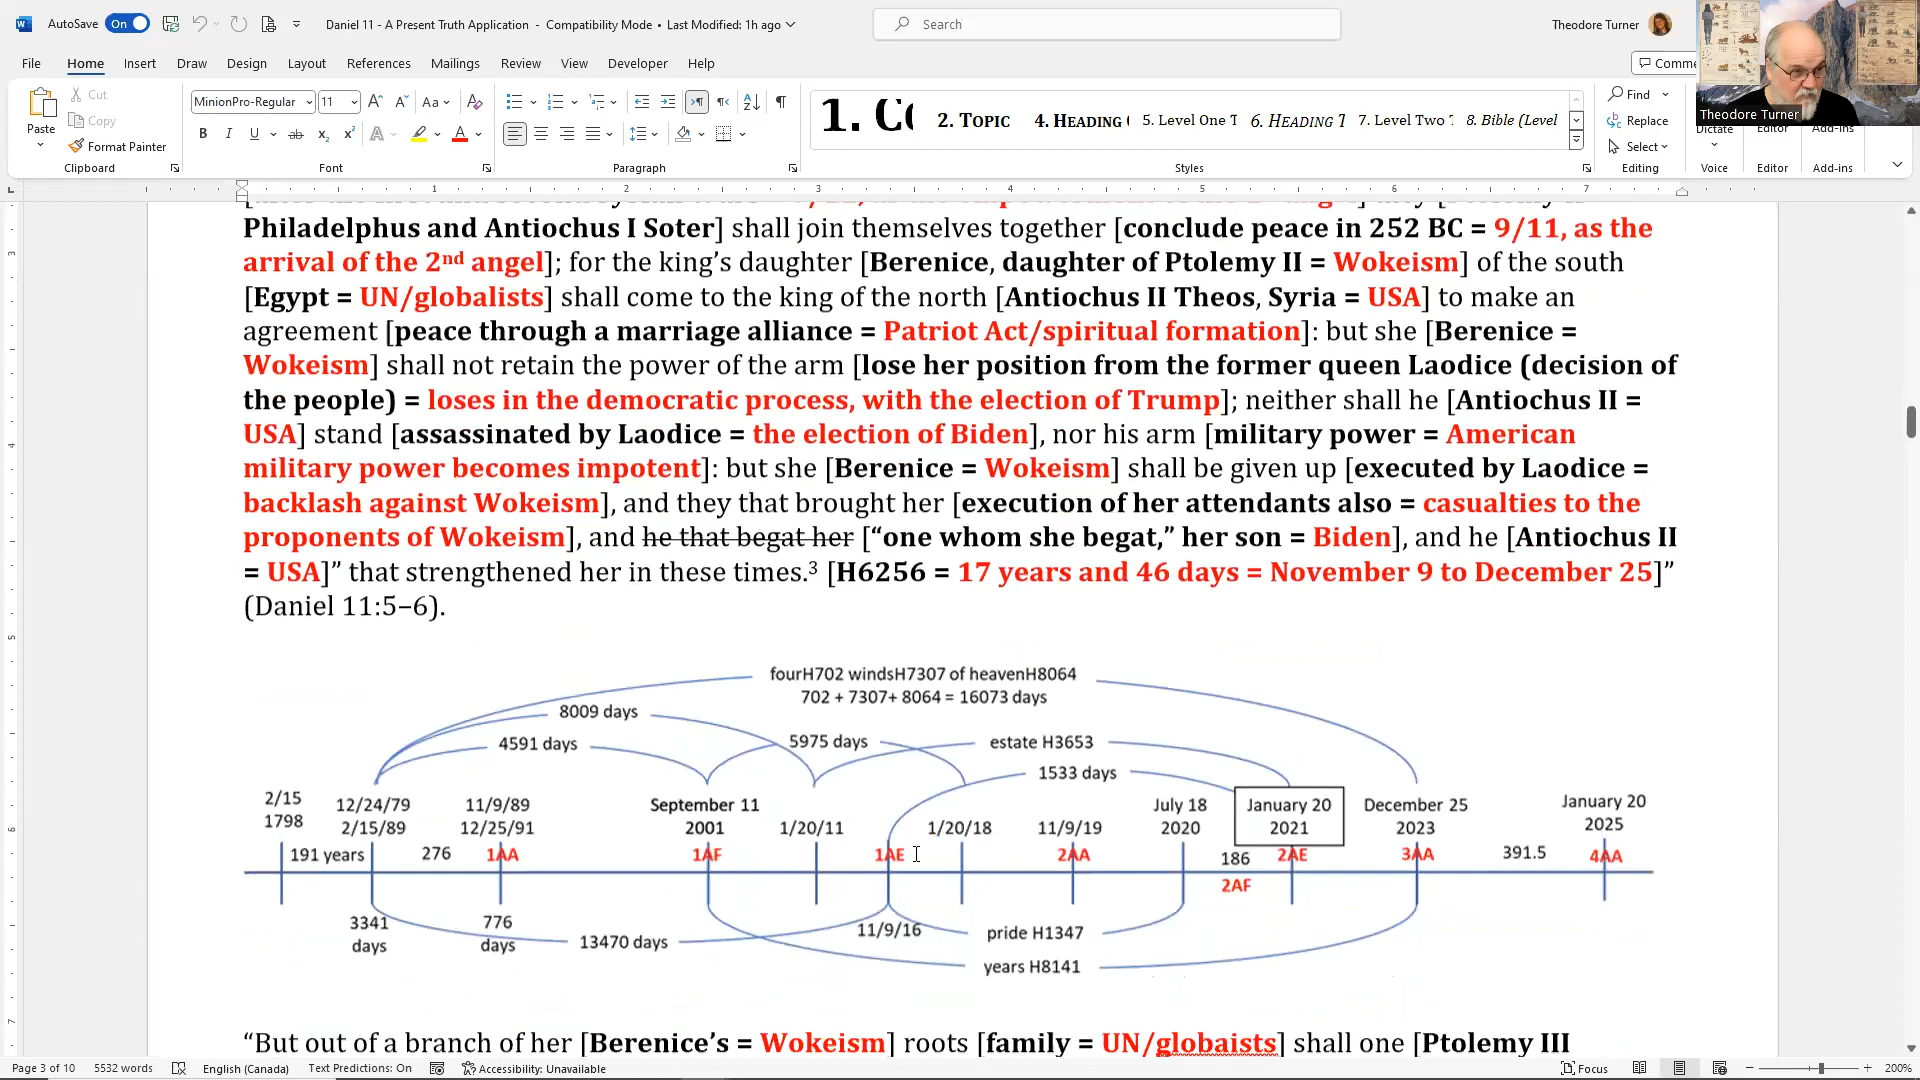 AutoSave On Daniel 11 - A Present Truth Application - Compatibility Mode • Last Modified: 1h ago Search Theodore Turner
File Home Insert Draw Design Layout References Mailings Review View Developer Help
Cut
Copy
Paste
Format Painter
Clipboard
MinionPro-Regular 11
Font
Paragraph
2. Topic
5. Level One T
6. Heading T
7. Level Two T
8. Bible (Level
Styles
Find
Replace
Select
Editing
Dictate
Voice
Editor
Editor
Add-ins
Add-ins
Theodore Turner
Philadelphus and Antiochus I Soter] shall join themselves together [conclude peace in 252 BC = 9/11, as the
arrival of the 2nd angel]; for the king’s daughter [Berenice, daughter of Ptolemy II = Wokeism] of the south
[Egypt = UN/globalists] shall come to the king of the north [Antiochus II Theos, Syria = USA] to make an
agreement [peace through a marriage alliance = Patriot Act/spiritual formation]: but she [Berenice =
Wokeism] shall not retain the power of the arm [lose her position from the former queen Laodice (decision of
the people) = loses in the democratic process, with the election of Trump]; neither shall he [Antiochus II =
USA] stand [assassinated by Laodice = the election of Biden], nor his arm [military power = American
military power becomes impotent]: but she [Berenice = Wokeism] shall be given up [executed by Laodice =
backlash against Wokeism], and they that brought her [execution of her attendants also = casualties to the
proponents of Wokeism], and he that begat her [“one whom she begat,” her son = Biden], and he [Antiochus II
= USA]” that strengthened her in these times.3 [H6256 = 17 years and 46 days = November 9 to December 25]”
(Daniel 11:5–6).
fourH702 windsH7307 of heavenH8064
702 + 7307+ 8064 = 16073 days
8009 days
4591 days
5975 days
estate H3653
1533 days
2/15
1798
12/24/79
2/15/89
11/9/89
12/25/91
September 11
2001
1/20/11
1/20/18
11/9/19
July 18
2020
January 20
2021
December 25
2023
January 20
2025
191 years
276
1AA
1AF
1AE
2AA
186
2AE
3AA
391.5
4AA
2AF
3341
days
776
days
13470 days
11/9/16
pride H1347
years H8141
“But out of a branch of her [Berenice’s = Wokeism] roots [family = UN/globaists] shall one [Ptolemy III
Page 3 of 10 5532 words English (Canada) Text Predictions: On Accessibility: Unavailable Focus 200%